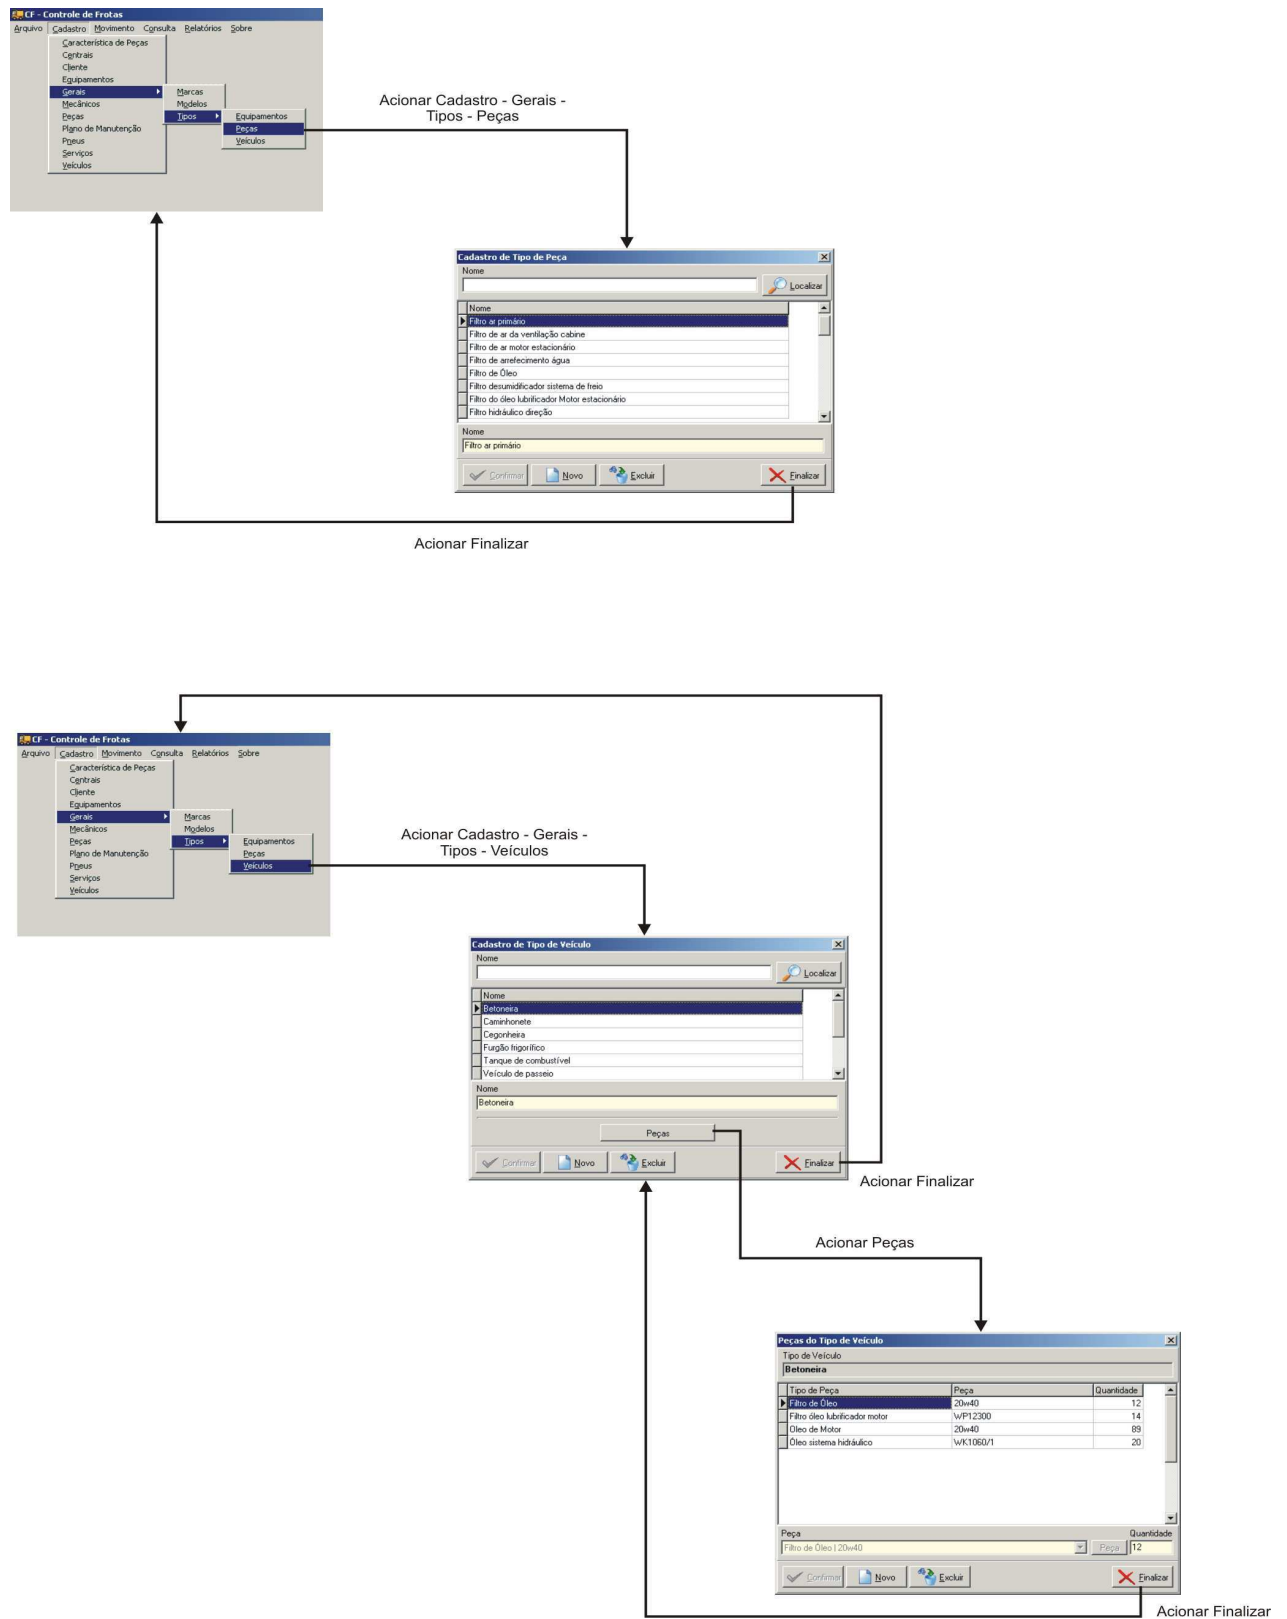 CF - Controle de Frotas
Arquivo Cadastro Movimento Consulta Relatórios Sobre
Característica de Peças
Centrais
Cliente
Equipamentos
Gerais
Mecânicos
Peças
Plano de Manutenção
Pneus
Serviços
Veículos
Marcas
Modelos
Tipos
Equipamentos
Peças
Veículos
Acionar Cadastro - Gerais -
Tipos - Peças
Cadastro de Tipo de Peça
Nome
Localizar
Nome
Filtro ar primário
Filtro de ar da ventilação cabine
Filtro de ar motor estacionário
Filtro de arrefecimento água
Filtro de Óleo
Filtro desumidificador sistema de freio
Filtro do óleo lubrificador Motor estacionário
Filtro hidráulico direção
Nome
Filtro ar primário
Confirmar Novo Excluir Finalizar
Acionar Finalizar
CF - Controle de Frotas
Arquivo Cadastro Movimento Consulta Relatórios Sobre
Característica de Peças
Centrais
Cliente
Equipamentos
Gerais
Mecânicos
Peças
Plano de Manutenção
Pneus
Serviços
Veículos
Marcas
Modelos
Tipos
Equipamentos
Peças
Veículos
Acionar Cadastro - Gerais -
Tipos - Veículos
Cadastro de Tipo de Veículo
Nome
Localizar
Nome
Betoneira
Caminhonete
Cegonheira
Furgão frigorífico
Tanque de combustível
Veículo de passeio
Nome
Betoneira
Peças
Confirmar Novo Excluir Finalizar
Acionar Finalizar
Acionar Peças
Peças do Tipo de Veículo
Tipo de Veículo
Betoneira
Tipo de Peça Peça Quantidade
Filtro de Óleo 20w40 12
Filtro óleo lubrificador motor WP12300 14
Oleo de Motor 20w40 89
Óleo sistema hidráulico WK1060/1 20
Peça Quantidade
Filtro de Óleo | 20w40 Peça 12
Confirmar Novo Excluir Finalizar
Acionar Finalizar